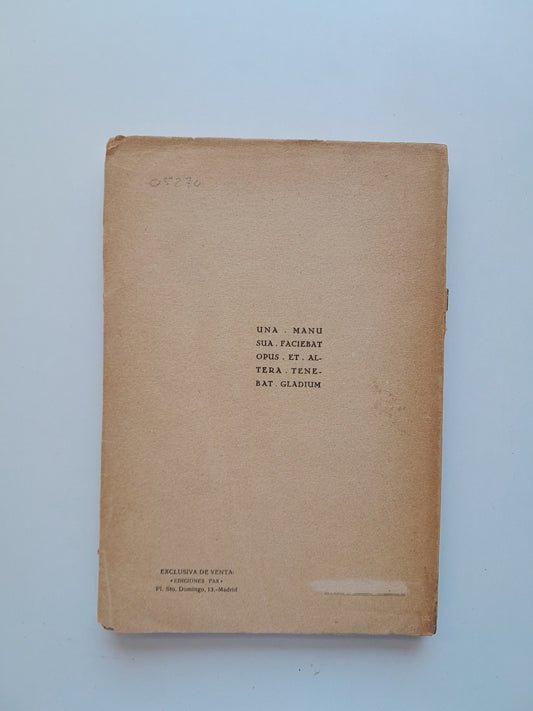 UNA . MANU
SUA . FACIEBAT
OPUS . ET . AL-
TERA . TENE-
BAT . GLADIUM
EXCLUSIVA DE VENTA:
«EDICIONES FAX»
Pl. Sto. Domingo, 13.-Madrid